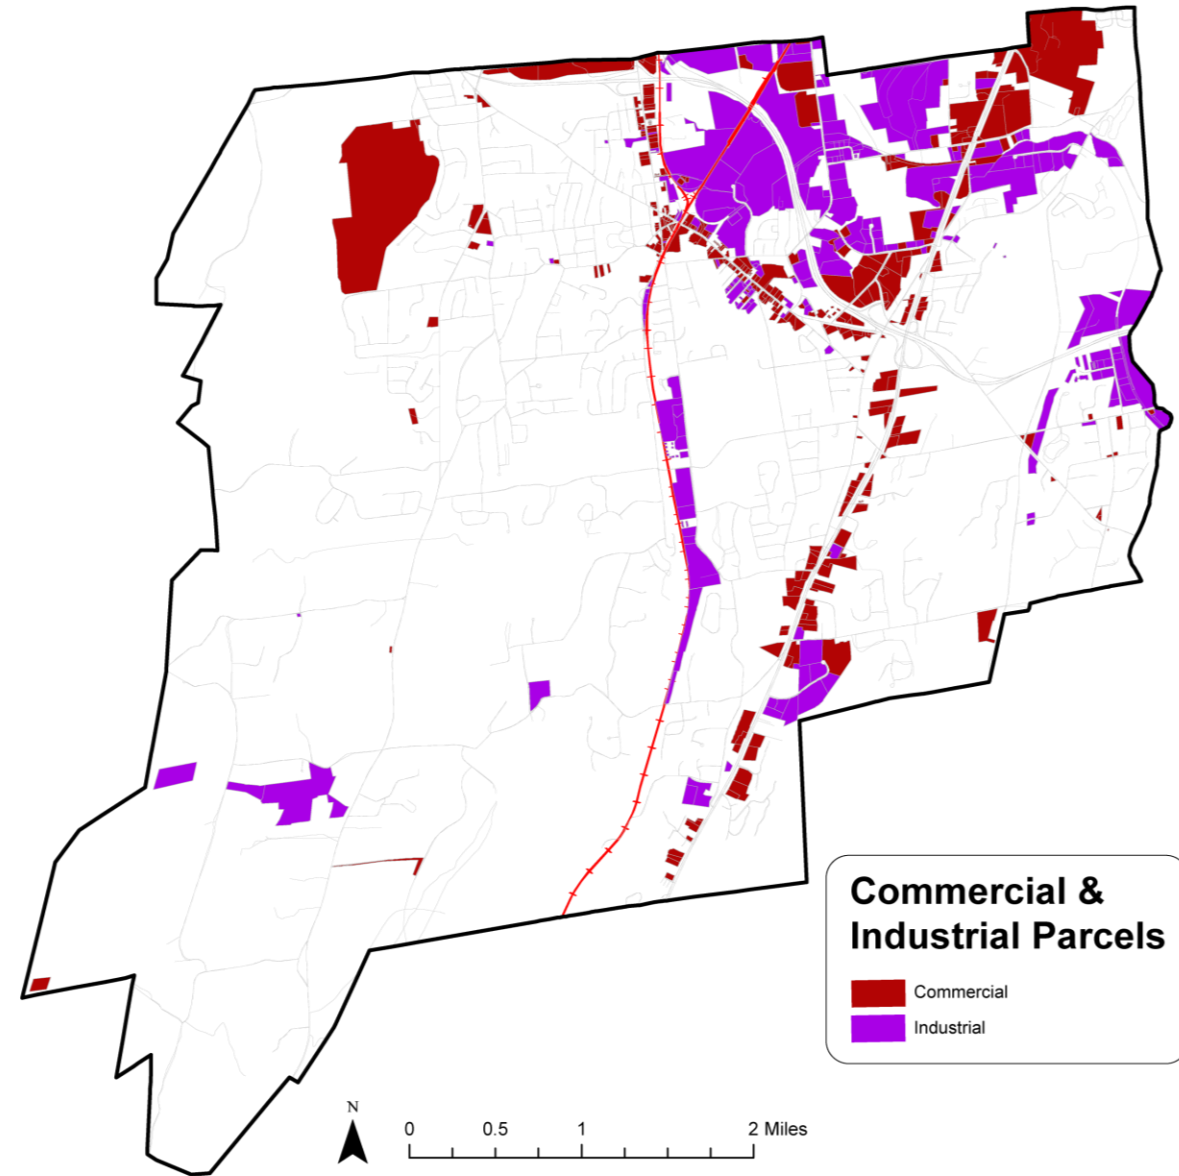 Commercial &
Industrial Parcels
Commercial
Industrial
N
0 0.5 1 2 Miles